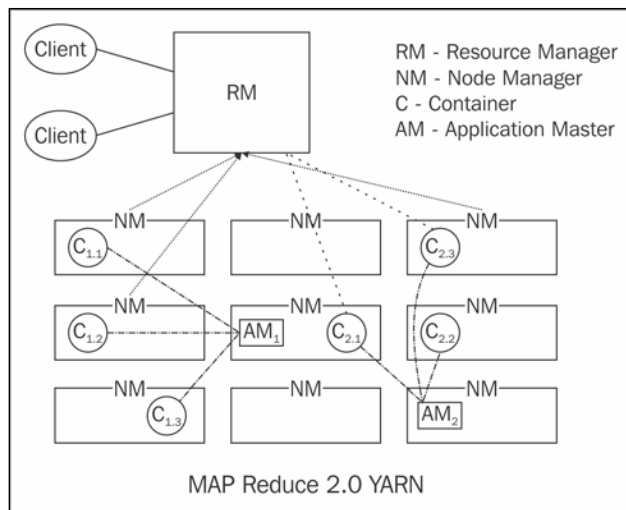 Client
Client
RM
RM - Resource Manager
NM - Node Manager
C - Container
AM - Application Master
NM
NM
NM
C1.1
C2.3
NM
NM
NM
C1.2
AM1
C2.1
C2.2
NM
NM
NM
C1.3
AM2
MAP Reduce 2.0 YARN